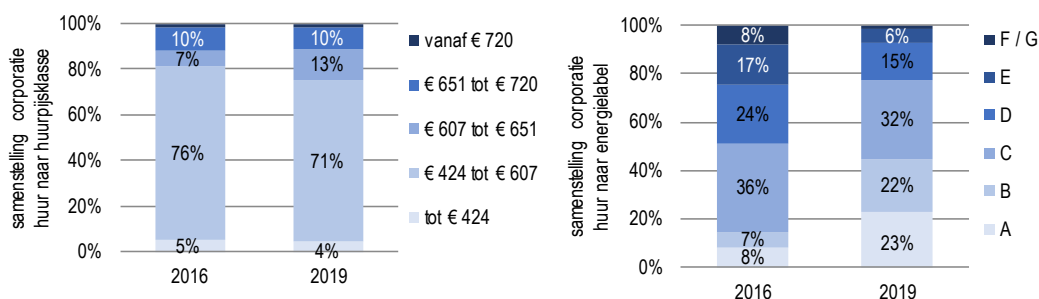 samenstelling corporatie
huur naar huurpijsklasse
100%
80%
60%
40%
20%
0%
10%
7%
76%
5%
10%
13%
71%
4%
2016
2019
vanaf € 720
€ 651 tot € 720
€ 607 tot € 651
€ 424 tot € 607
tot € 424
samenstelling corporatie
huur naar energielabel
100%
80%
60%
40%
20%
0%
8%
17%
24%
36%
7%
8%
6%
15%
32%
22%
23%
2016
2019
F / G
E
D
C
B
A